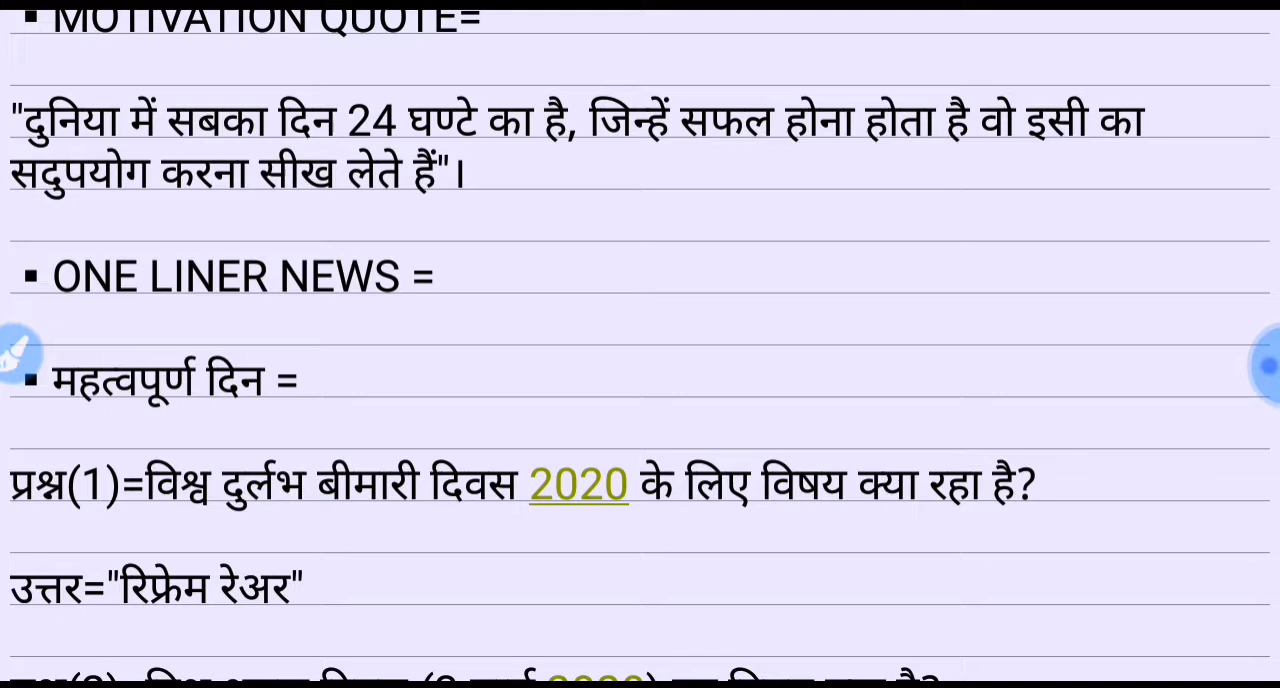 ▪ MOTIVATION QUOTE=
"दुनिया में सबका दिन 24 घण्टे का है, जिन्हें सफल होना होता है वो इसी का
सदुपयोग करना सीख लेते हैं"।
▪ ONE LINER NEWS =
▪ महत्वपूर्ण दिन =
प्रश्न(1)=विश्व दुर्लभ बीमारी दिवस 2020 के लिए विषय क्या रहा है?
उत्तर="रिफ्रेम रेअर"